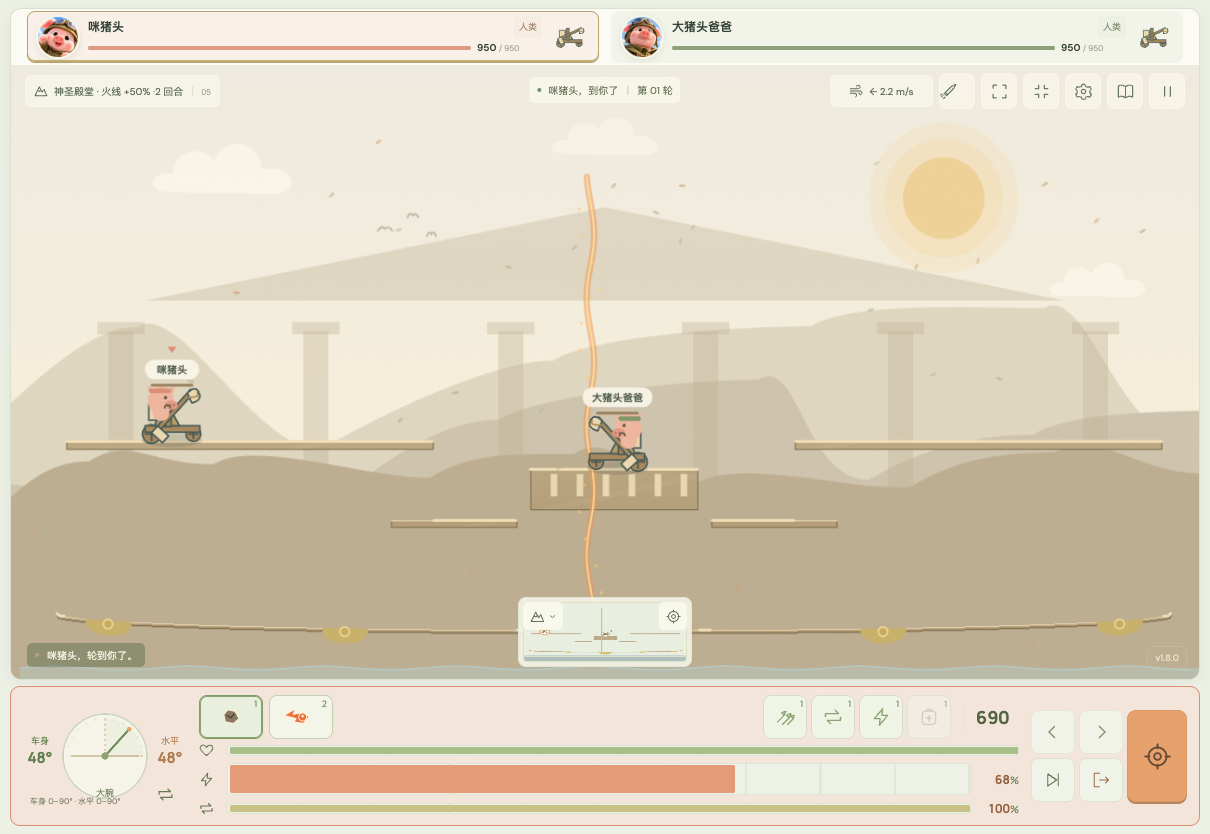 咪猪头
人类
950 / 950
大猪头爸爸
人类
950 / 950
神圣殿堂 · 火线 +50% ·2 回合 05
咪猪头，到你了 第 01 轮
← 2.2 m/s
咪猪头
大猪头爸爸
咪猪头，轮到你了。
v1.8.0
1
2
1
1
1
1
690
车身
48°
水平
48°
大腕
车身 0–90° · 水平 0–90°
68%
100%